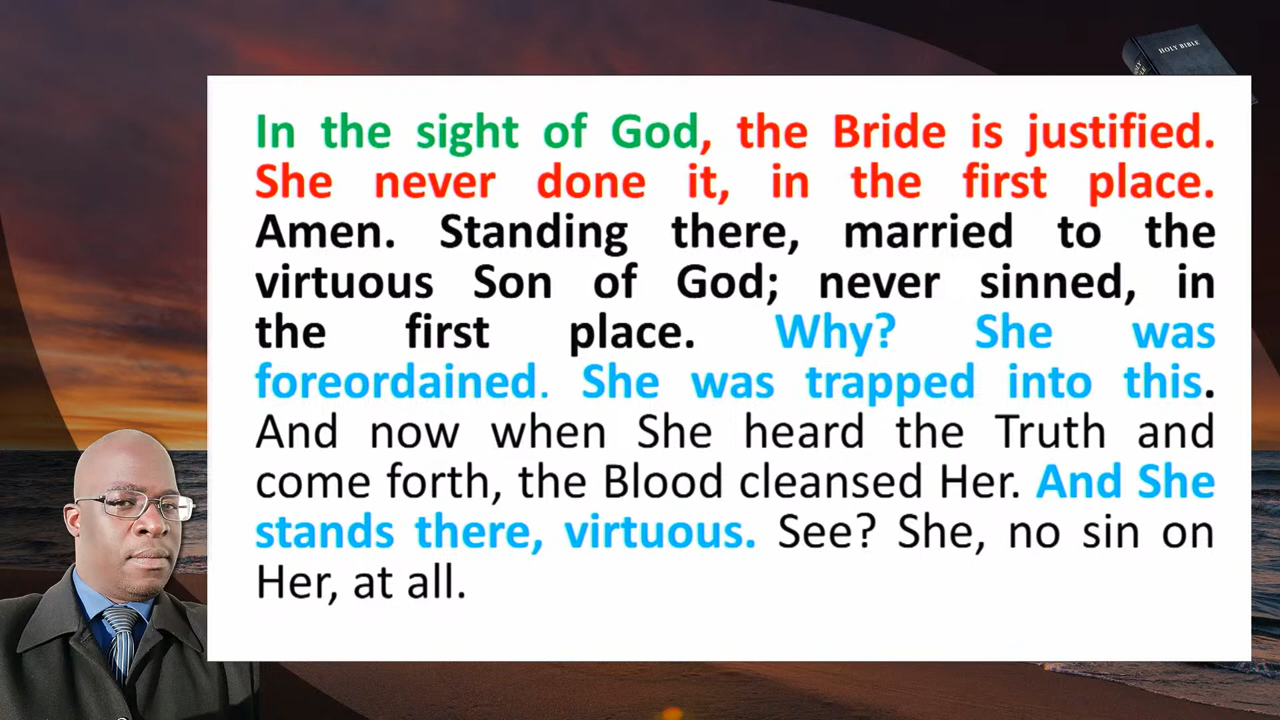 HOLY BIBLE
In the sight of God, the Bride is justified.
She never done it, in the first place.
Amen. Standing there, married to the
virtuous Son of God; never sinned, in
the first place. Why? She was
foreordained. She was trapped into this.
And now when She heard the Truth and
come forth, the Blood cleansed Her. And She
stands there, virtuous. See? She, no sin on
Her, at all.